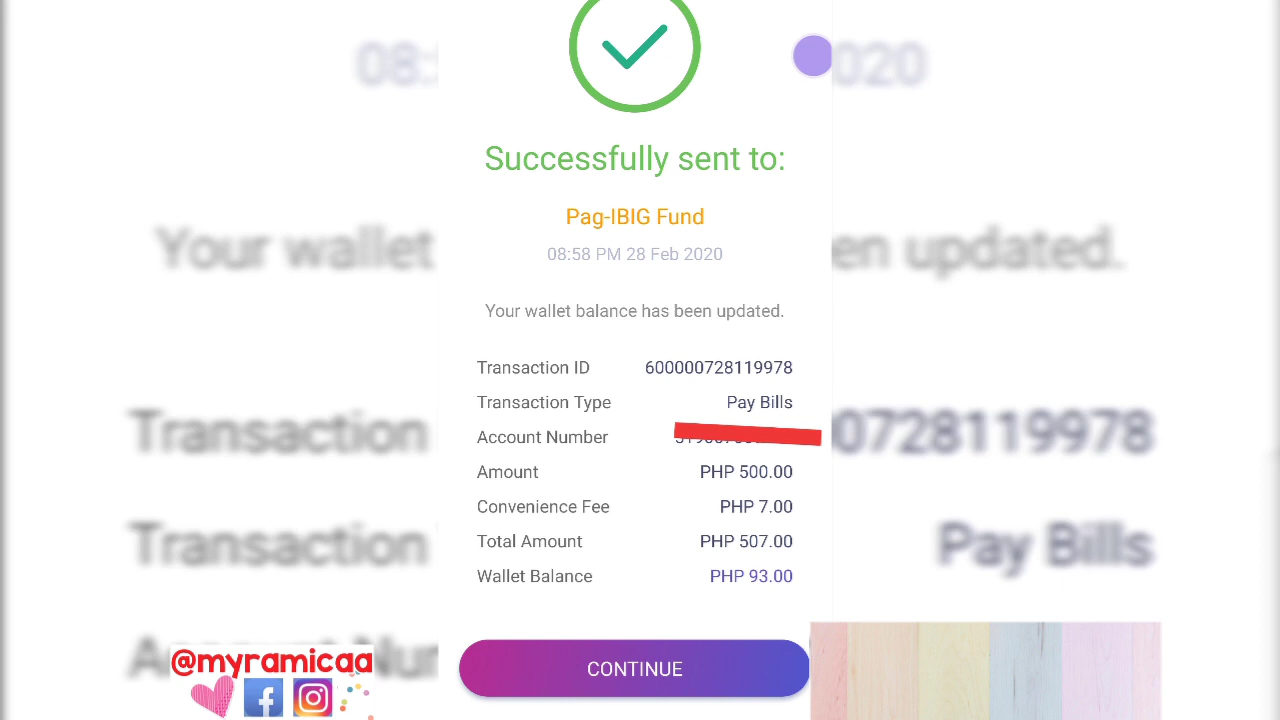 Successfully sent to:
Pag-IBIG Fund
08:58 PM 28 Feb 2020
Your wallet balance has been updated.
Transaction ID 600000728119978
Transaction Type Pay Bills
Account Number
Amount PHP 500.00
Convenience Fee PHP 7.00
Total Amount PHP 507.00
Wallet Balance PHP 93.00
CONTINUE
@myramicaa